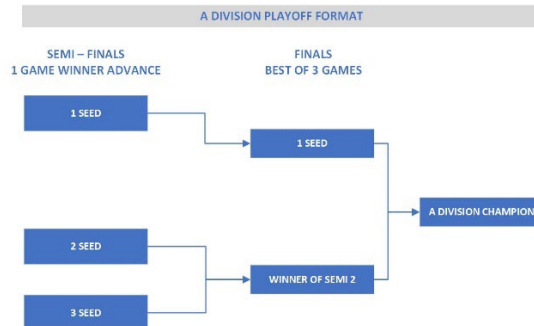 A DIVISION PLAYOFF FORMAT
SEMI – FINALS
1 GAME WINNER ADVANCE
FINALS
BEST OF 3 GAMES
1 SEED
1 SEED
A DIVISION CHAMPION
2 SEED
WINNER OF SEMI 2
3 SEED